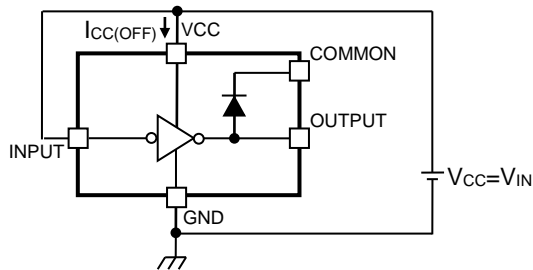 ICC(OFF)
VCC
COMMON
OUTPUT
INPUT
VCC=VIN
GND